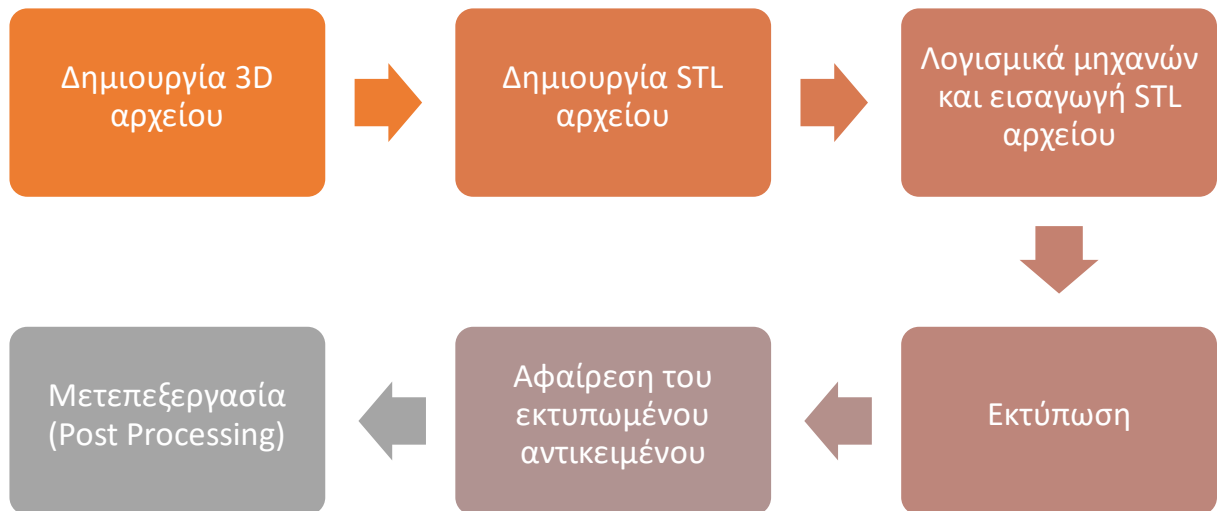 Δημιουργία 3D
αρχείου
Δημιουργία STL
αρχείου
Λογισμικά μηχανών
και εισαγωγή STL
αρχείου
Εκτύπωση
Αφαίρεση του
εκτυπωμένου
αντικειμένου
Μετεπεξεργασία
(Post Processing)